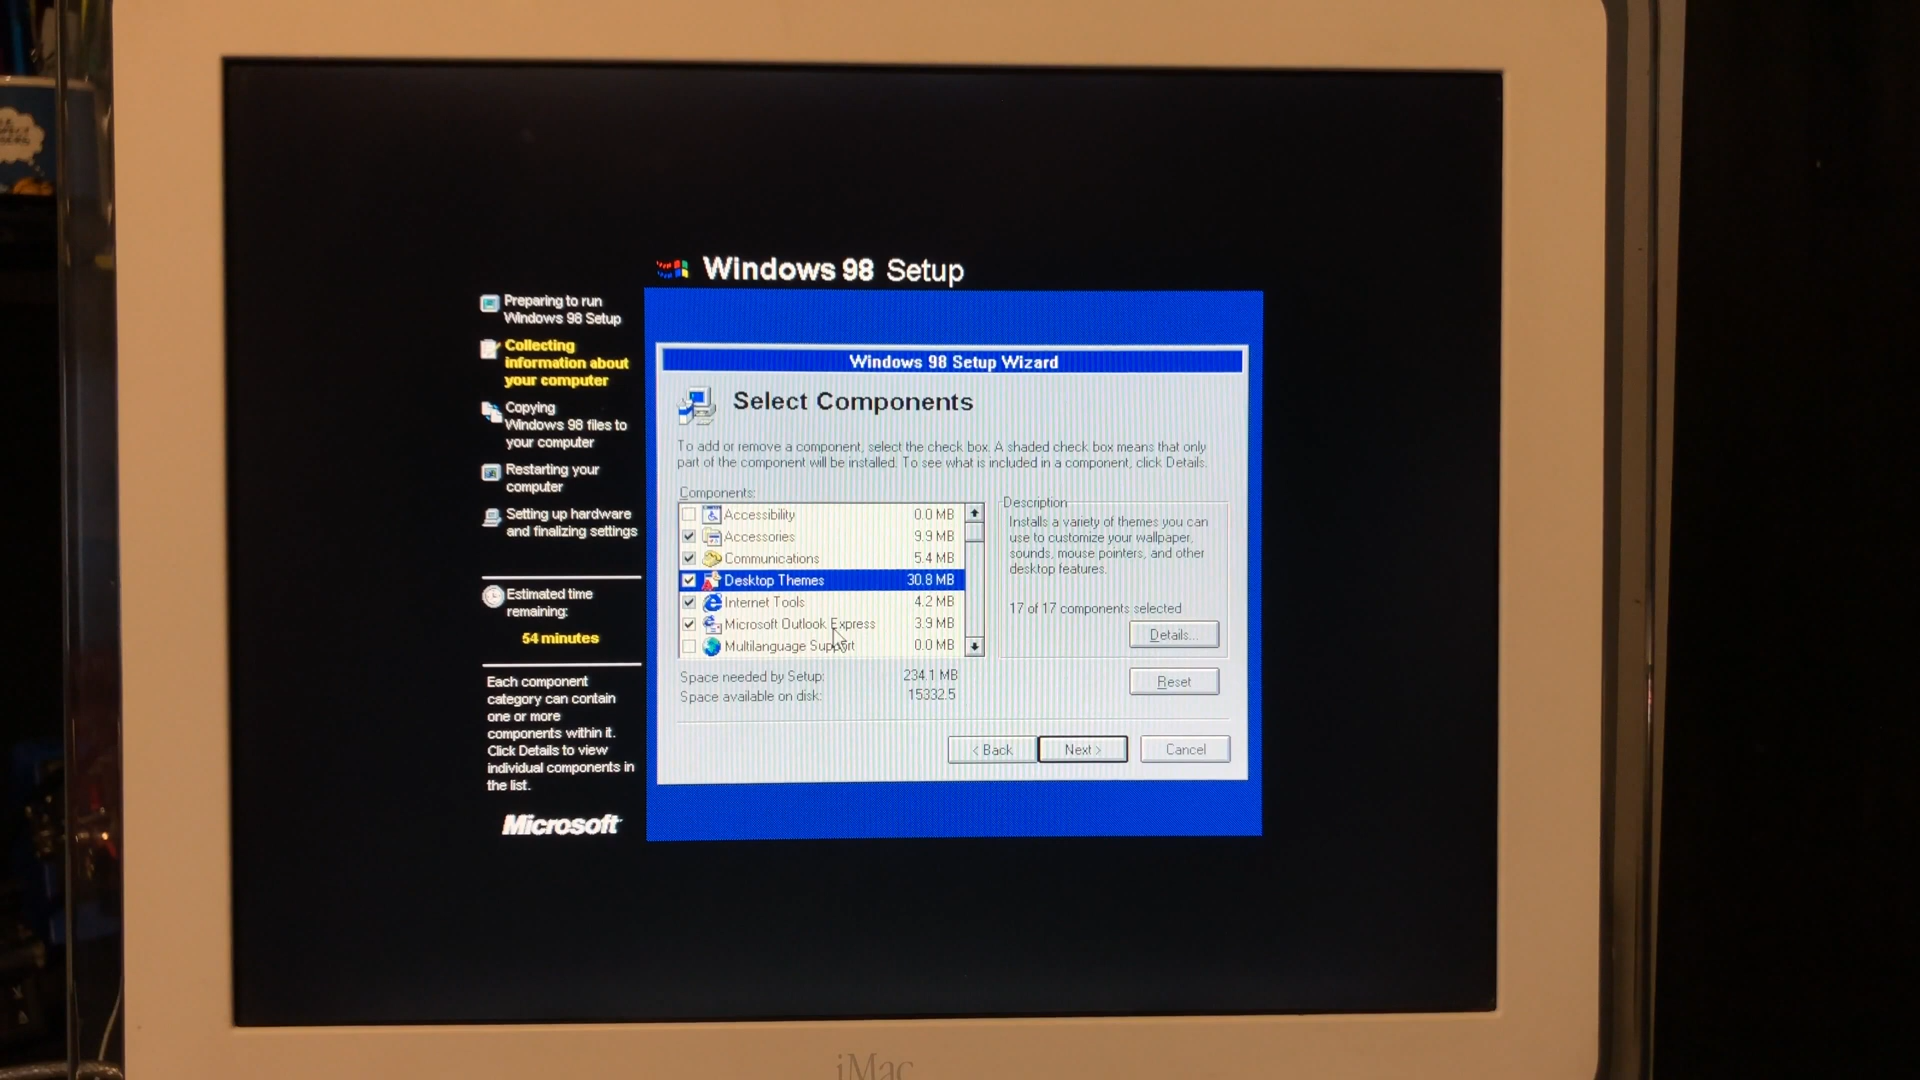 Windows 98 Setup
Preparing to run
Windows 98 Setup
Collecting
information about
your computer
Copying
Windows 98 files to
your computer
Restarting your
computer
Setting up hardware
and finalizing settings
Estimated time
remaining:
54 minutes
Each component
category can contain
one or more
components within it.
Click Details to view
individual components in
the list.
Microsoft
Windows 98 Setup Wizard
Select Components
To add or remove a component, select the check box. A shaded check box means that only
part of the component will be installed. To see what is included in a component, click Details.
Components:
Accessibility 0.0 MB
Accessories 9.9 MB
Communications 5.4 MB
Desktop Themes 30.8 MB
Internet Tools 4.2 MB
Microsoft Outlook Express 3.9 MB
Multilanguage Support 0.0 MB
Space needed by Setup: 234.1 MB
Space available on disk: 15332.5
Description
Installs a variety of themes you can
use to customize your wallpaper,
sounds, mouse pointers, and other
desktop features.
17 of 17 components selected
Details...
Reset
< Back
Next >
Cancel
iMac